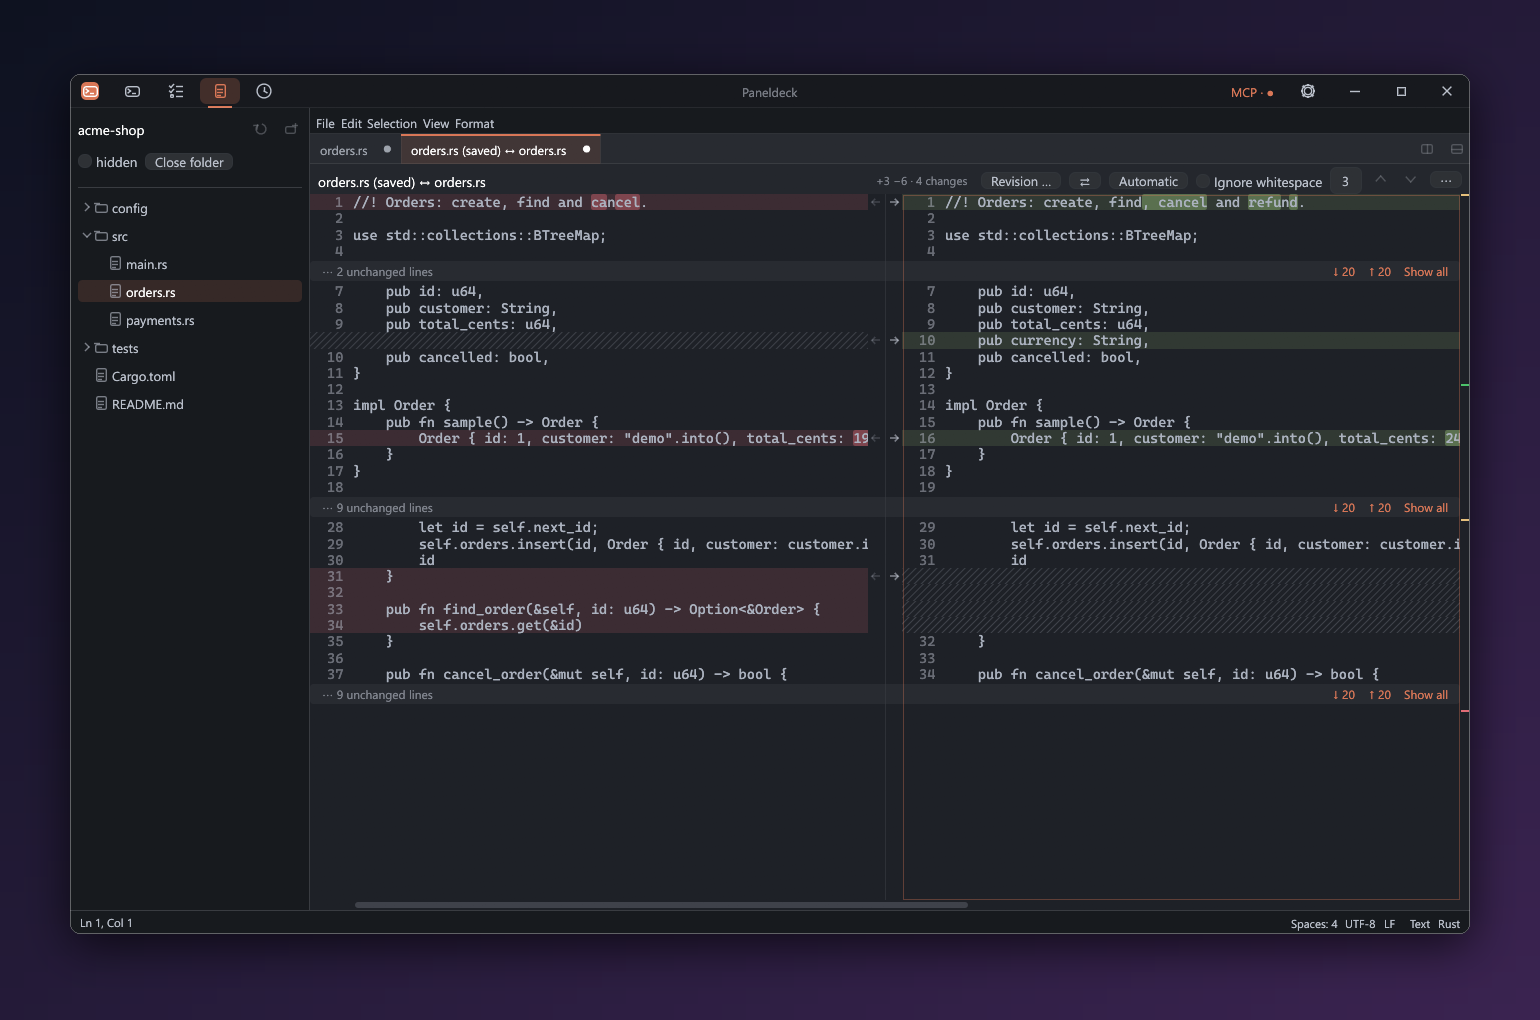 Paneldeck
MCP
acme-shop
hidden
Close folder
config
src
main.rs
orders.rs
payments.rs
tests
Cargo.toml
README.md
File Edit Selection View Format
orders.rs
orders.rs (saved) ↔ orders.rs
orders.rs (saved) ↔ orders.rs
+3 −6 · 4 changes
Revision ...
⇄
Automatic
Ignore whitespace
3
...
1 //! Orders: create, find and cancel.
2
3 use std::collections::BTreeMap;
4
··· 2 unchanged lines
7 pub id: u64,
8 pub customer: String,
9 pub total_cents: u64,
10 pub cancelled: bool,
11 }
12
13 impl Order {
14 pub fn sample() -> Order {
15 Order { id: 1, customer: "demo".into(), total_cents: 19
16 }
17 }
18
··· 9 unchanged lines
28 let id = self.next_id;
29 self.orders.insert(id, Order { id, customer: customer.i
30 id
31 }
32
33 pub fn find_order(&self, id: u64) -> Option<&Order> {
34 self.orders.get(&id)
35 }
36
37 pub fn cancel_order(&mut self, id: u64) -> bool {
··· 9 unchanged lines
1 //! Orders: create, find, cancel and refund.
2
3 use std::collections::BTreeMap;
4
↓ 20 ↑ 20 Show all
7 pub id: u64,
8 pub customer: String,
9 pub total_cents: u64,
10 pub currency: String,
11 pub cancelled: bool,
12 }
13
14 impl Order {
15 pub fn sample() -> Order {
16 Order { id: 1, customer: "demo".into(), total_cents: 24
17 }
18 }
19
↓ 20 ↑ 20 Show all
29 let id = self.next_id;
30 self.orders.insert(id, Order { id, customer: customer.i
31 id
32 }
33
34 pub fn cancel_order(&mut self, id: u64) -> bool {
↓ 20 ↑ 20 Show all
Ln 1, Col 1
Spaces: 4 UTF-8 LF Text Rust